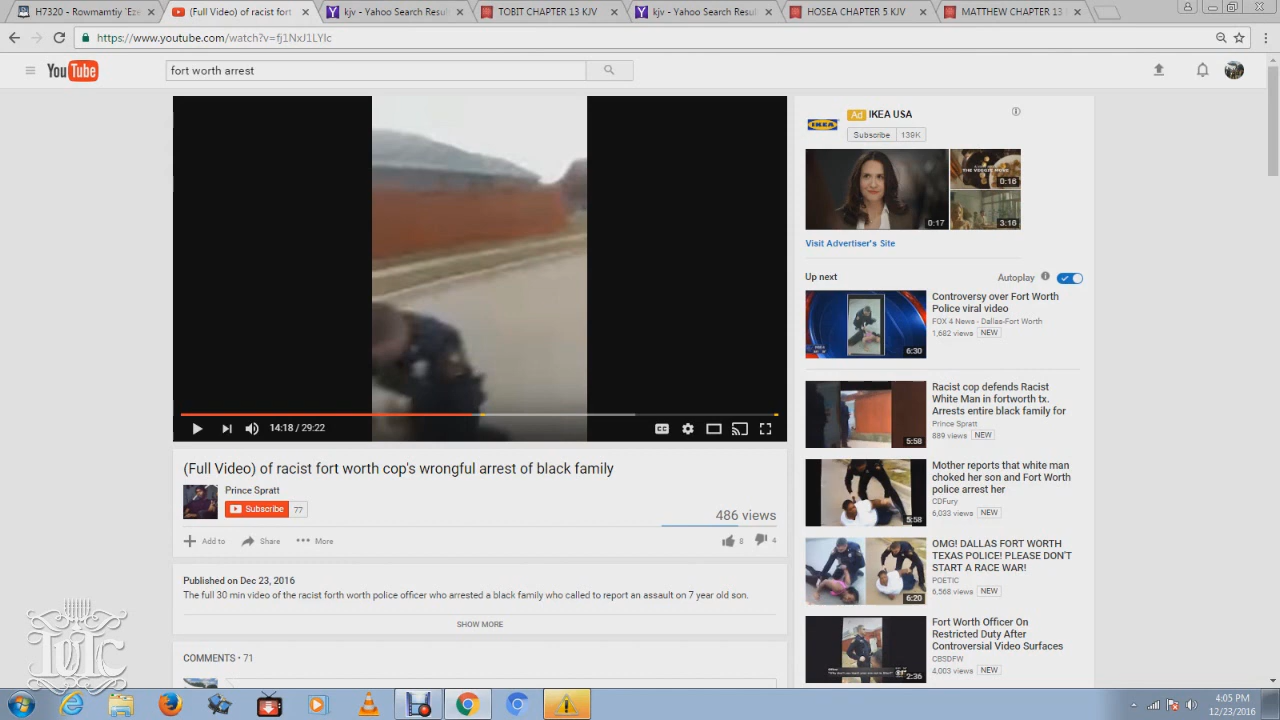 H7320 - Rowmamtiy Eze
(Full Video) of racist fort
kjv - Yahoo Search Resul
TOBIT CHAPTER 13 KJV
kjv - Yahoo Search Resul
HOSEA CHAPTER 5 KJV
MATTHEW CHAPTER 13
https://www.youtube.com/watch?v=fj1NxJ1LYlc
YouTube
fort worth arrest
Ad IKEA USA
IKEA
Subscribe 139K
0:17
0:16
3:16
Visit Advertiser's Site
Up next
Autoplay
Controversy over Fort Worth
Police viral video
FOX 4 News - Dallas-Fort Worth
1,682 views NEW
6:30
Racist cop defends Racist
White Man in fortworth tx.
Arrests entire black family for
Prince Spratt
889 views NEW
5:58
Mother reports that white man
choked her son and Fort Worth
police arrest her
CDFury
6,033 views NEW
5:58
OMG! DALLAS FORT WORTH
TEXAS POLICE! PLEASE DON'T
START A RACE WAR!
POETIC
6,568 views NEW
6:20
Fort Worth Officer On
Restricted Duty After
Controversial Video Surfaces
CBSDFW
4,003 views NEW
2:36
14:18 / 29:22
CC
(Full Video) of racist fort worth cop's wrongful arrest of black family
Prince Spratt
Subscribe 77
486 views
Add to Share More
8 4
Published on Dec 23, 2016
The full 30 min video of the racist forth worth police officer who arrested a black family who called to report an assault on 7 year old son.
SHOW MORE
COMMENTS • 71
IUIC
4:05 PM
12/23/2016